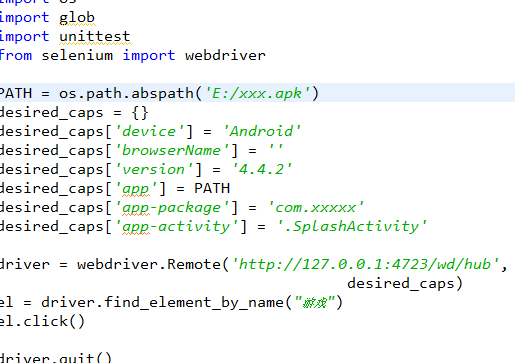 import os
import glob
import unittest
from selenium import webdriver
PATH = os.path.abspath('E:/xxx.apk')
desired_caps = {}
desired_caps['device'] = 'Android'
desired_caps['browserName'] = ''
desired_caps['version'] = '4.4.2'
desired_caps['app'] = PATH
desired_caps['app-package'] = 'com.xxxxx'
desired_caps['app-activity'] = '.SplashActivity'
driver = webdriver.Remote('http://127.0.0.1:4723/wd/hub',
desired_caps)
el = driver.find_element_by_name("游戏")
el.click()
driver.quit()